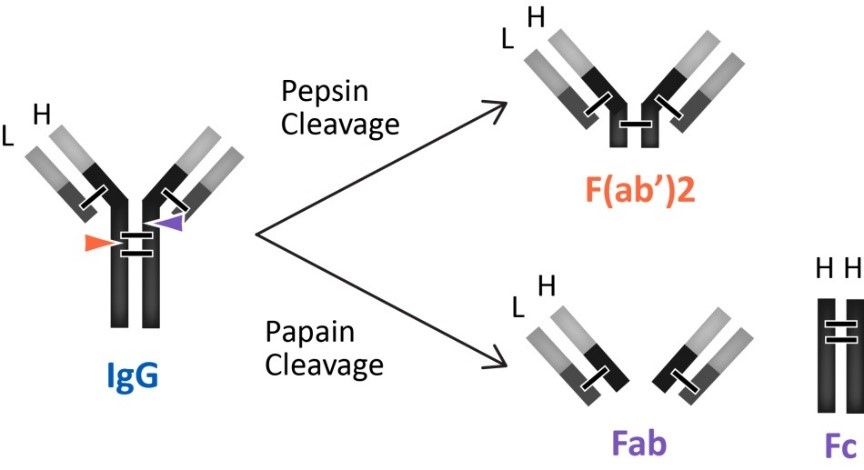 L
H
IgG
Pepsin
Cleavage
L
H
F(ab’)2
Papain
Cleavage
L
H
Fab
H H
Fc